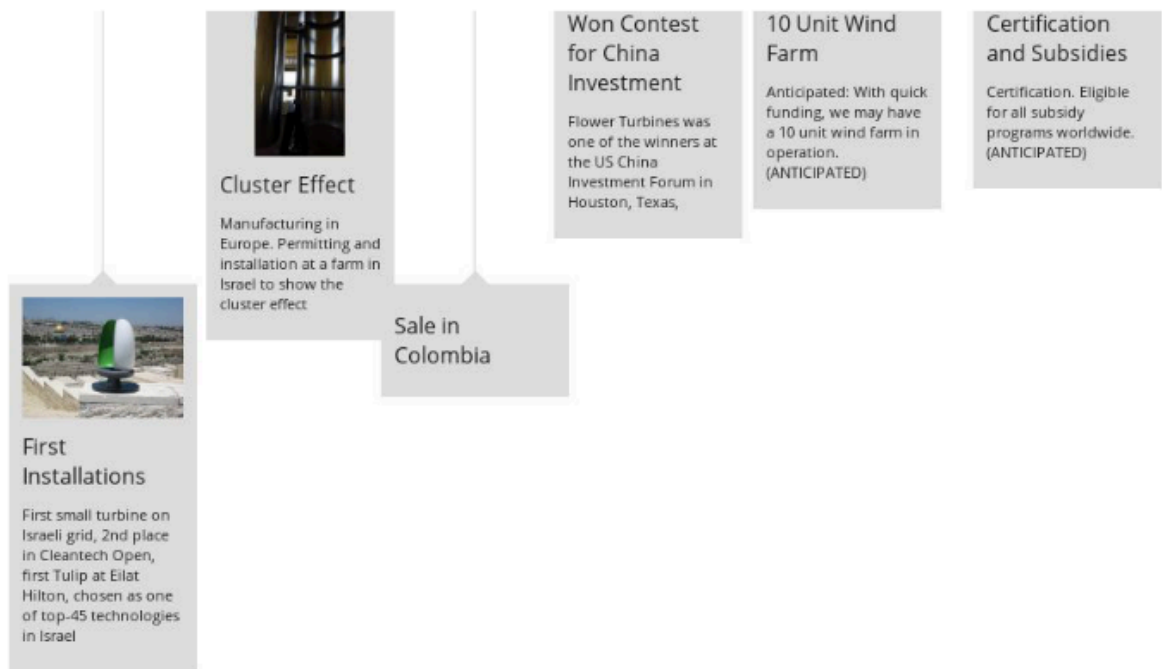 Won Contest
for China
Investment
Flower Turbines was
one of the winners at
the US China
Investment Forum in
Houston, Texas,
10 Unit Wind
Farm
Anticipated: With quick
funding, we may have
a 10 unit wind farm in
operation.
(ANTICIPATED)
Certification
and Subsidies
Certification. Eligible
for all subsidy
programs worldwide.
(ANTICIPATED)
Cluster Effect
Manufacturing in
Europe. Permitting and
installation at a farm in
Israel to show the
cluster effect
Sale in
Colombia
First
Installations
First small turbine on
Israeli grid, 2nd place
in Cleantech Open,
first Tulip at Eilat
Hilton, chosen as one
of top-45 technologies
in Israel